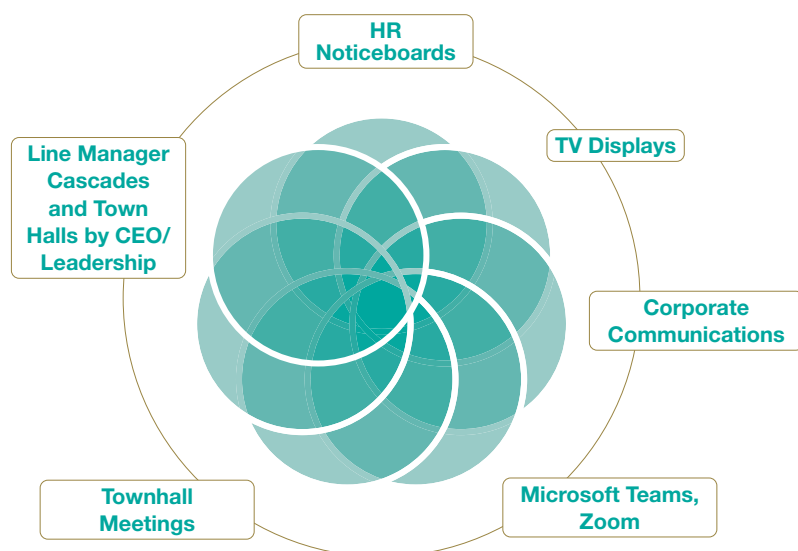 HR
Noticeboards
TV Displays
Line Manager
Cascades
and Town
Halls by CEO/
Leadership
Corporate
Communications
Townhall
Meetings
Microsoft Teams,
Zoom